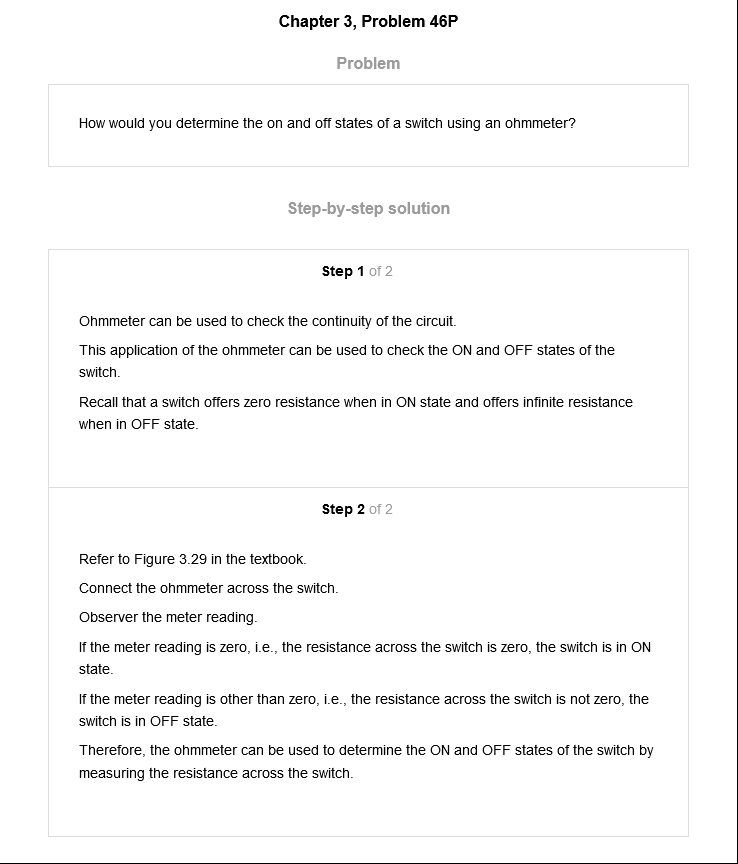 Chapter 3, Problem 46P
Problem
How would you determine the on and off states of a switch using an ohmmeter?
Step-by-step solution
Step 1 of 2
Ohmmeter can be used to check the continuity of the circuit.
This application of the ohmmeter can be used to check the ON and OFF states of the
switch.
Recall that a switch offers zero resistance when in ON state and offers infinite resistance
when in OFF state.
Step 2 of 2
Refer to Figure 3.29 in the textbook.
Connect the ohmmeter across the switch.
Observer the meter reading.
If the meter reading is zero, i.e., the resistance across the switch is zero, the switch is in ON
state.
If the meter reading is other than zero, i.e., the resistance across the switch is not zero, the
switch is in OFF state.
Therefore, the ohmmeter can be used to determine the ON and OFF states of the switch by
measuring the resistance across the switch.